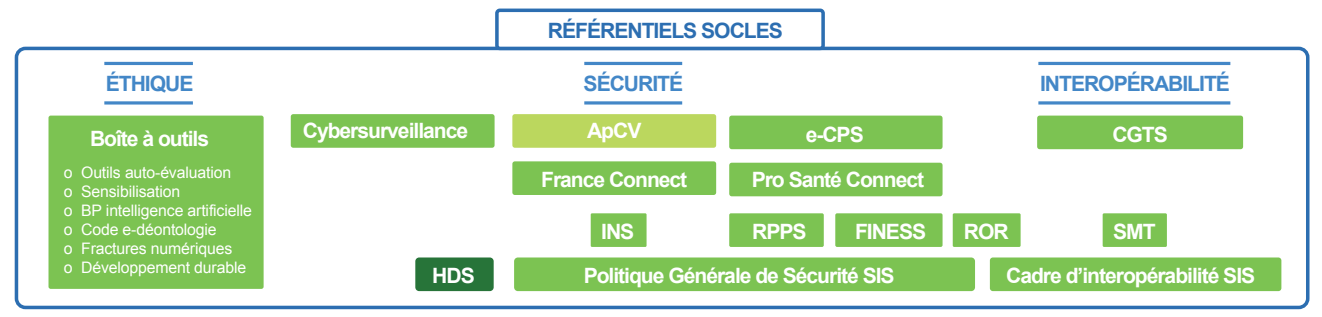 RÉFÉRENTIELS SOCLES
ÉTHIQUE
SÉCURITÉ
INTEROPÉRABILITÉ
Boîte à outils
o Outils auto-évaluation
o Sensibilisation
o BP intelligence artificielle
o Code e-déontologie
o Fractures numériques
o Développement durable
Cybersurveillance
ApCV
e-CPS
CGTS
France Connect
Pro Santé Connect
INS
RPPS
FINESS
ROR
SMT
HDS
Politique Générale de Sécurité SIS
Cadre d’interopérabilité SIS